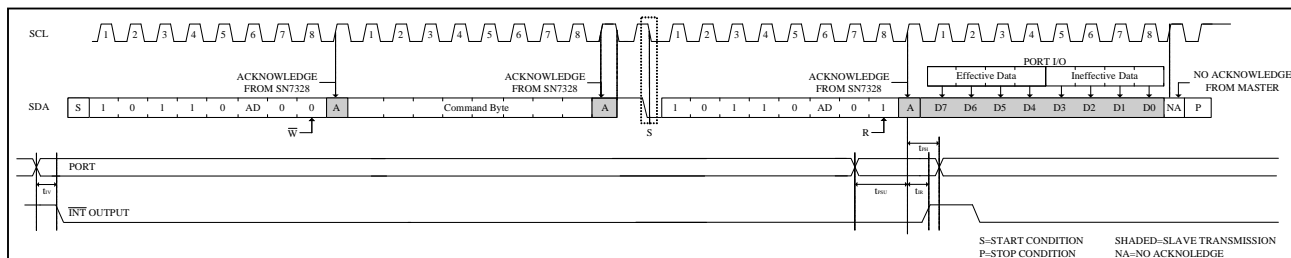 SCL 1 2 3 4 5 6 7 8 1 2 3 4 5 6 7 8 1 2 3 4 5 6 7 8 1 2 3 4 5 6 7 8
PORT I/O
ACKNOWLEDGE
FROM SN7328
ACKNOWLEDGE
FROM SN7328
ACKNOWLEDGE
FROM SN7328
Effective Data Ineffective Data
NO ACKNOWLEDGE
FROM MASTER
SDA S 1 0 1 1 0 AD 0 0 A Command Byte A 1 0 1 1 0 AD 0 1 A D7 D6 D5 D4 D3 D2 D1 D0 NA P
W S R
tPH
PORT
tIV tPSU tIR
INT OUTPUT
S=START CONDITION SHADED=SLAVE TRANSMISSION
P=STOP CONDITION NA=NO ACKNOLEDGE